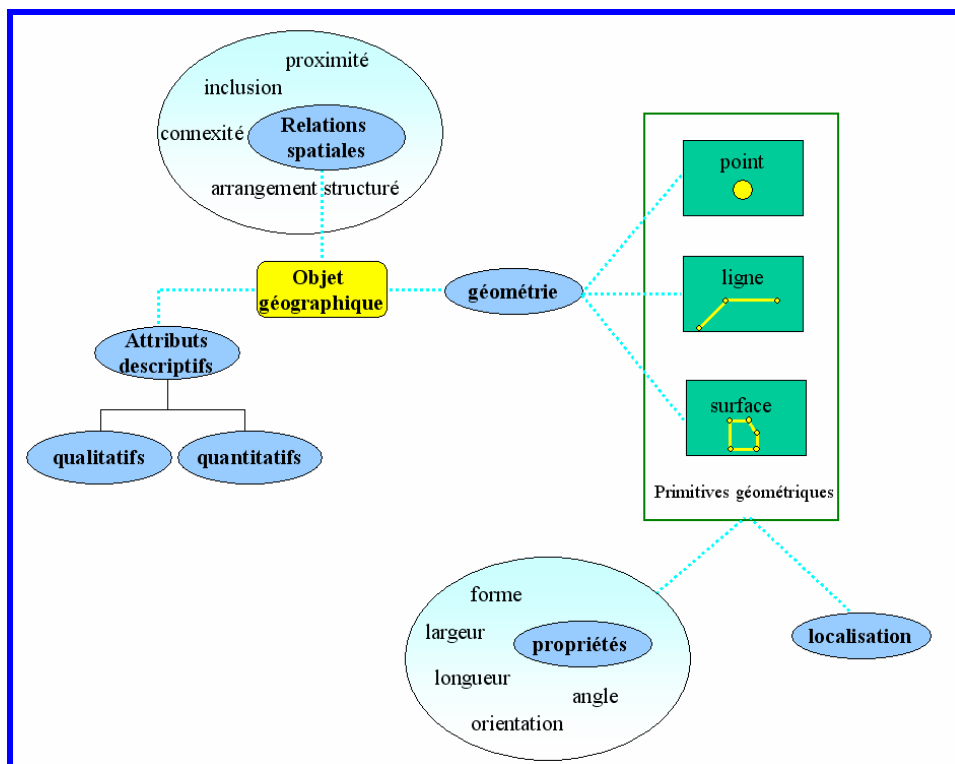 proximité
inclusion
connexité
Relations
spatiales
arrangement structuré
point
ligne
Objet
géographique
géométrie
Attributs
descriptifs
surface
qualitatifs
quantitatifs
Primitives géométriques
forme
largeur
propriétés
localisation
longueur
angle
orientation